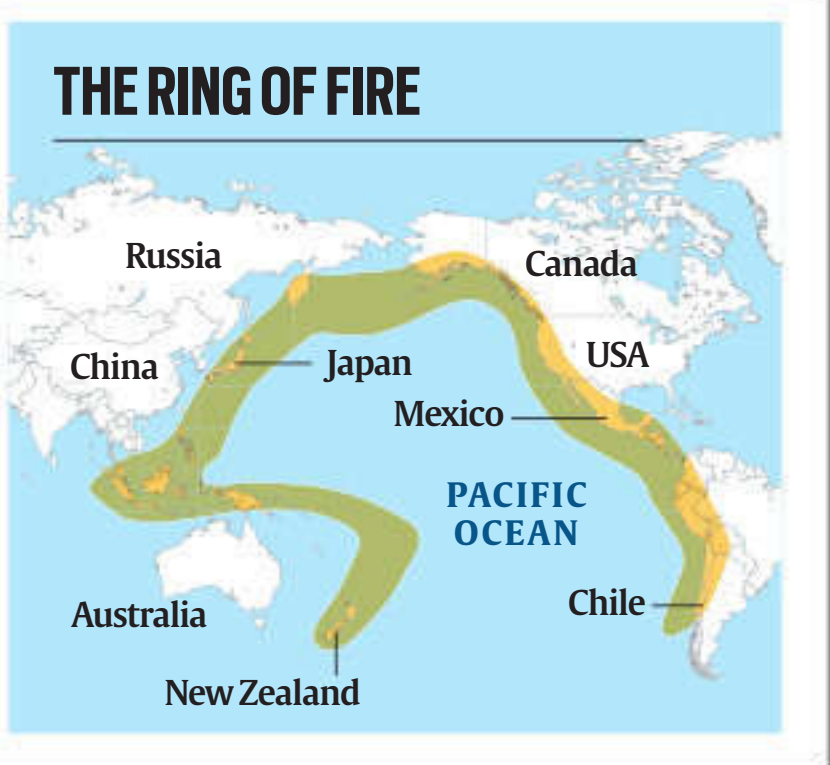 THE RING OF FIRE
Russia
Canada
China
Japan
USA
Mexico
PACIFIC
OCEAN
Australia
Chile
New Zealand